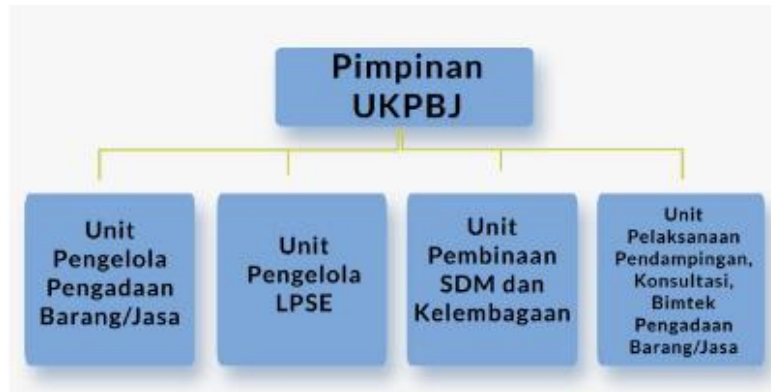 Pimpinan
UKPBJ
Unit
Pengelola
Pengadaan
Barang/Jasa
Unit
Pengelola
LPSE
Unit
Pembinaan
SDM dan
Kelembagaan
Unit
Pelaksanaan
Pendampingan,
Konsultasi,
Bimtek
Pengadaan
Barang/Jasa